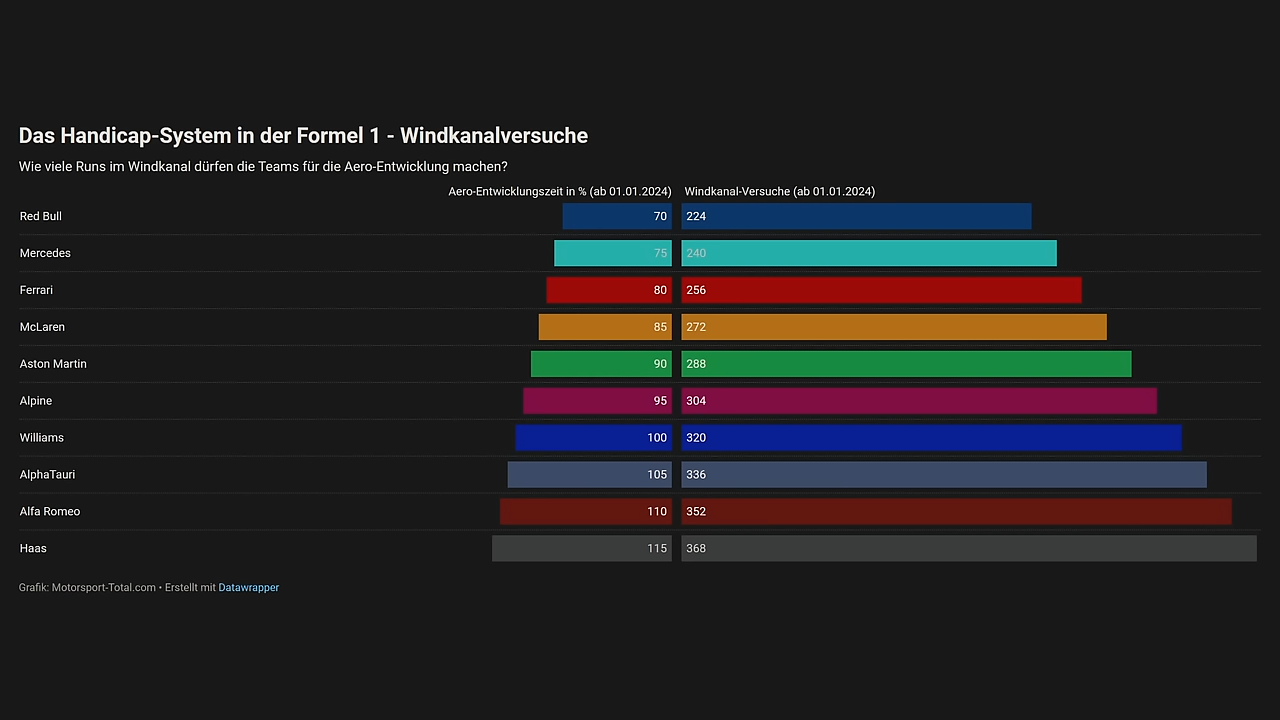 Das Handicap-System in der Formel 1 - Windkanalversuche
Wie viele Runs im Windkanal dürfen die Teams für die Aero-Entwicklung machen?
Aero-Entwicklungszeit in % (ab 01.01.2024) Windkanal-Versuche (ab 01.01.2024)
Red Bull 70 224
Mercedes 75 240
Ferrari 80 256
McLaren 85 272
Aston Martin 90 288
Alpine 95 304
Williams 100 320
AlphaTauri 105 336
Alfa Romeo 110 352
Haas 115 368
Grafik: Motorsport-Total.com • Erstellt mit Datawrapper